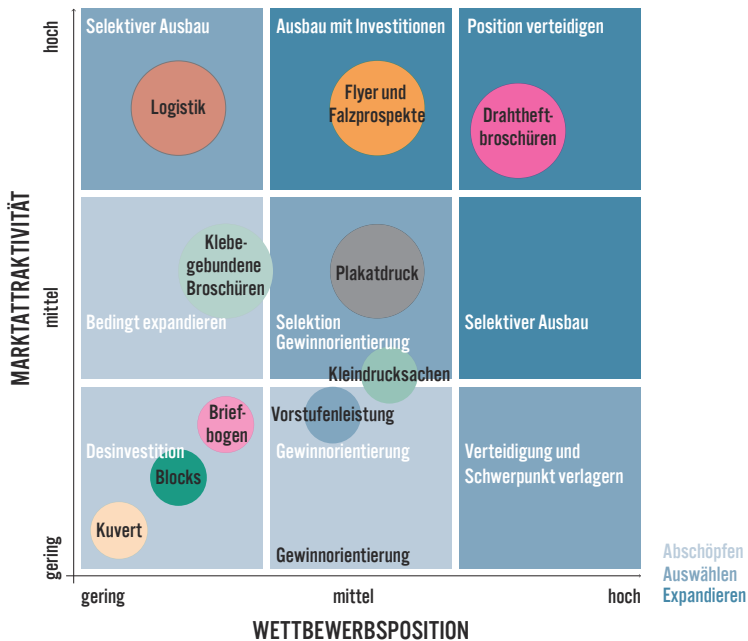 hoch
Selektiver Ausbau
Ausbau mit Investitionen
Position verteidigen
Logistik
Flyer und
Falzprospekte
Drahtheft-
broschüren
MARKTATTRAKTIVITÄT
mittel
Klebe-
gebundene
Broschüren
Plakatdruck
Bedingt expandieren
Selektion
Gewinnorientierung
Selektiver Ausbau
Kleindrucksachen
Brief-
bogen
Vorstufenleistung
Desinvestition
Gewinnorientierung
Verteidigung und
Schwerpunkt verlagern
Blocks
Kuvert
gering
Gewinnorientierung
Abschöpfen
Auswählen
Expandieren
gering
mittel
hoch
WETTBEWERBSPOSITION